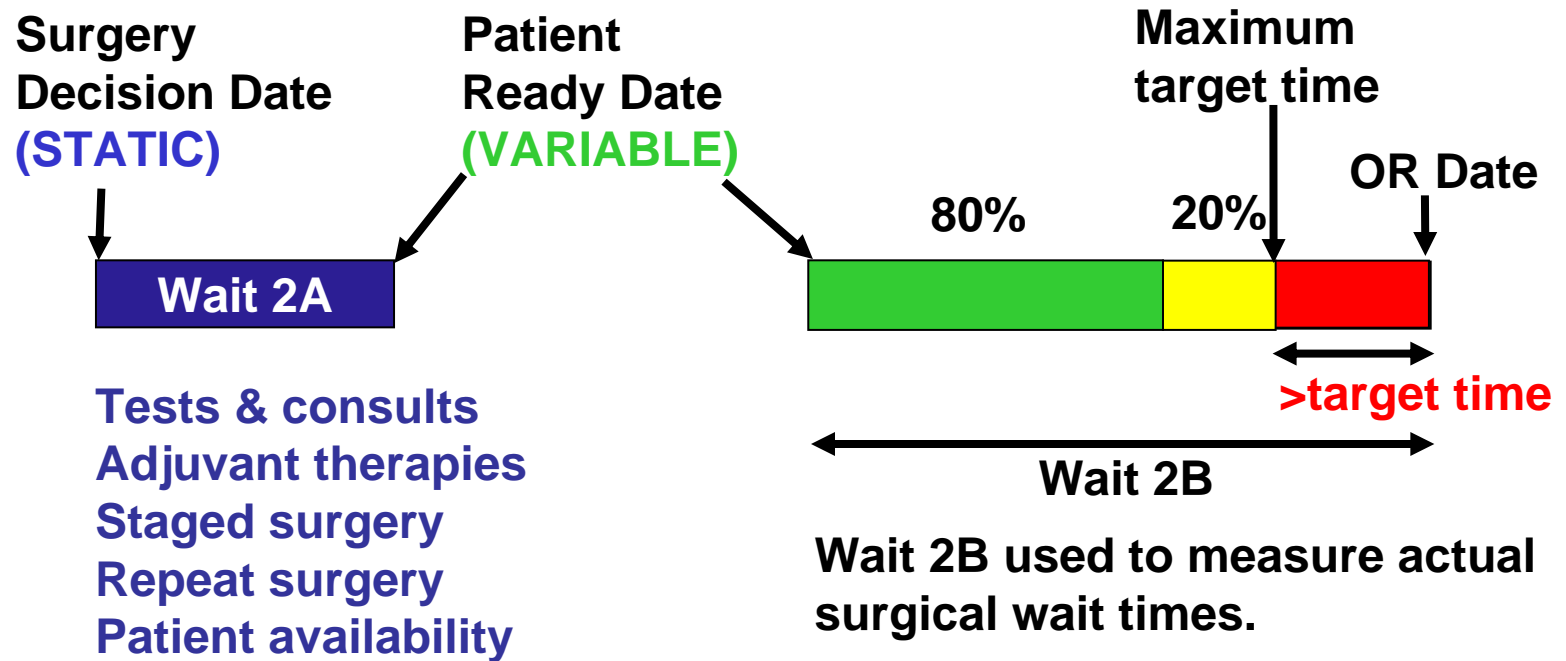 Surgery
Decision Date
(STATIC)
Patient
Ready Date
(VARIABLE)
Maximum
target time
OR Date
80%
20%
Wait 2A
>target time
Wait 2B
Tests & consults
Adjuvant therapies
Staged surgery
Repeat surgery
Patient availability
Wait 2B used to measure actual
surgical wait times.